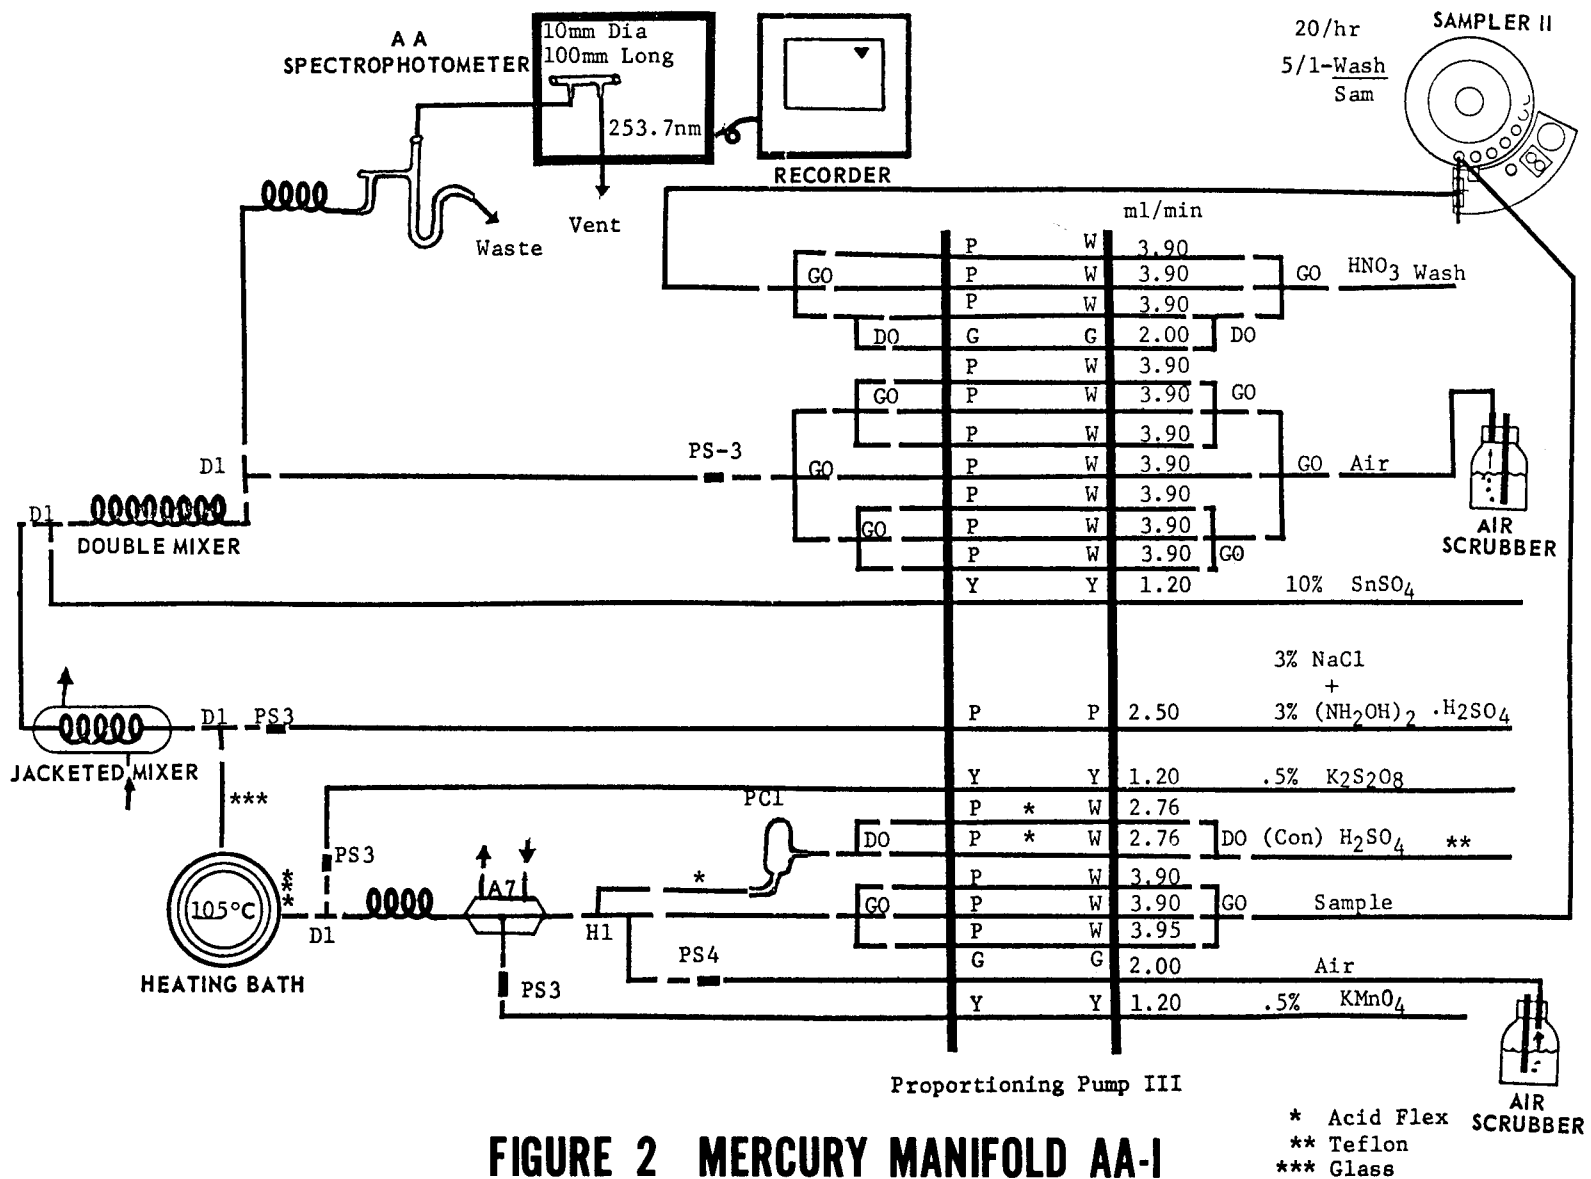 A A
SPECTROPHOTOMETER
10mm Dia
100mm Long
253.7nm
RECORDER
20/hr
5/1-Wash
Sam
SAMPLER II
Waste
Vent
ml/min
P W 3.90
GO P W 3.90 GO HNO3 Wash
P W 3.90
DO G G 2.00 DO
P W 3.90
GO P W 3.90 GO
P W 3.90
D1 PS-3 GO P W 3.90 GO Air
P W 3.90
D1 GO P W 3.90
P W 3.90 GO
DOUBLE MIXER
AIR
SCRUBBER
Y Y 1.20 10% SnSO4
3% NaCl
+
D1 PS3 P P 2.50 3% (NH2OH)2 .H2SO4
JACKETED MIXER
Y Y 1.20 .5% K2S2O8
*** PC1 P * W 2.76
DO P * W 2.76 DO (Con) H2SO4 **
PS3
*** A7 * P W 3.90
105°C GO P W 3.90 GO Sample
D1 H1 P W 3.95
PS4 G G 2.00 Air
HEATING BATH
PS3 Y Y 1.20 .5% KMnO4
Proportioning Pump III
AIR
SCRUBBER
* Acid Flex
** Teflon
*** Glass
FIGURE 2 MERCURY MANIFOLD AA-1